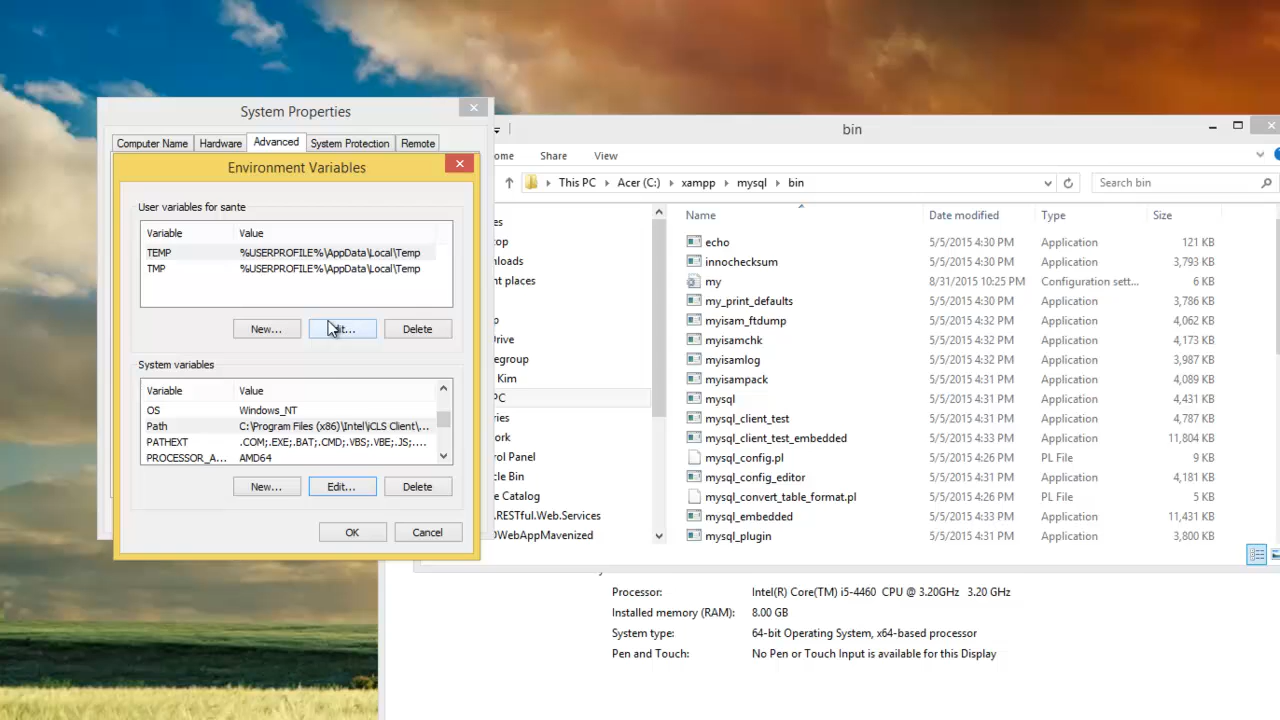 System Properties
Computer Name
Hardware
Advanced
System Protection
Remote
Environment Variables
User variables for sante
Variable Value
TEMP %USERPROFILE%\AppData\Local\Temp
TMP %USERPROFILE%\AppData\Local\Temp
New...
Delete
System variables
Variable Value
OS Windows_NT
Path C:\Program Files (x86)\Intel\iCLS Client\...
PATHEXT .COM;.EXE;.BAT;.CMD;.VBS;.VBE;.JS;....
PROCESSOR_A... AMD64
New...
Edit...
Delete
OK
Cancel
bin
ome
Share
View
This PC
Acer (C:)
xampp
mysql
bin
Search bin
es
top
nloads
nt places
p
Drive
egroup
Kim
PC
ries
ork
rol Panel
cle Bin
e Catalog
.RESTful.Web.Services
DWebAppMavenized
Name Date modified Type Size
echo 5/5/2015 4:30 PM Application 121 KB
innochecksum 5/5/2015 4:30 PM Application 3,793 KB
my 8/31/2015 10:25 PM Configuration sett... 6 KB
my_print_defaults 5/5/2015 4:30 PM Application 3,786 KB
myisam_ftdump 5/5/2015 4:32 PM Application 4,062 KB
myisamchk 5/5/2015 4:32 PM Application 4,173 KB
myisamlog 5/5/2015 4:32 PM Application 3,987 KB
myisampack 5/5/2015 4:31 PM Application 4,089 KB
mysql 5/5/2015 4:31 PM Application 4,431 KB
mysql_client_test 5/5/2015 4:31 PM Application 4,787 KB
mysql_client_test_embedded 5/5/2015 4:33 PM Application 11,804 KB
mysql_config.pl 5/5/2015 4:26 PM PL File 9 KB
mysql_config_editor 5/5/2015 4:31 PM Application 4,181 KB
mysql_convert_table_format.pl 5/5/2015 4:26 PM PL File 5 KB
mysql_embedded 5/5/2015 4:33 PM Application 11,431 KB
mysql_plugin 5/5/2015 4:31 PM Application 3,800 KB
Processor: Intel(R) Core(TM) i5-4460 CPU @ 3.20GHz 3.20 GHz
Installed memory (RAM): 8.00 GB
System type: 64-bit Operating System, x64-based processor
Pen and Touch: No Pen or Touch Input is available for this Display